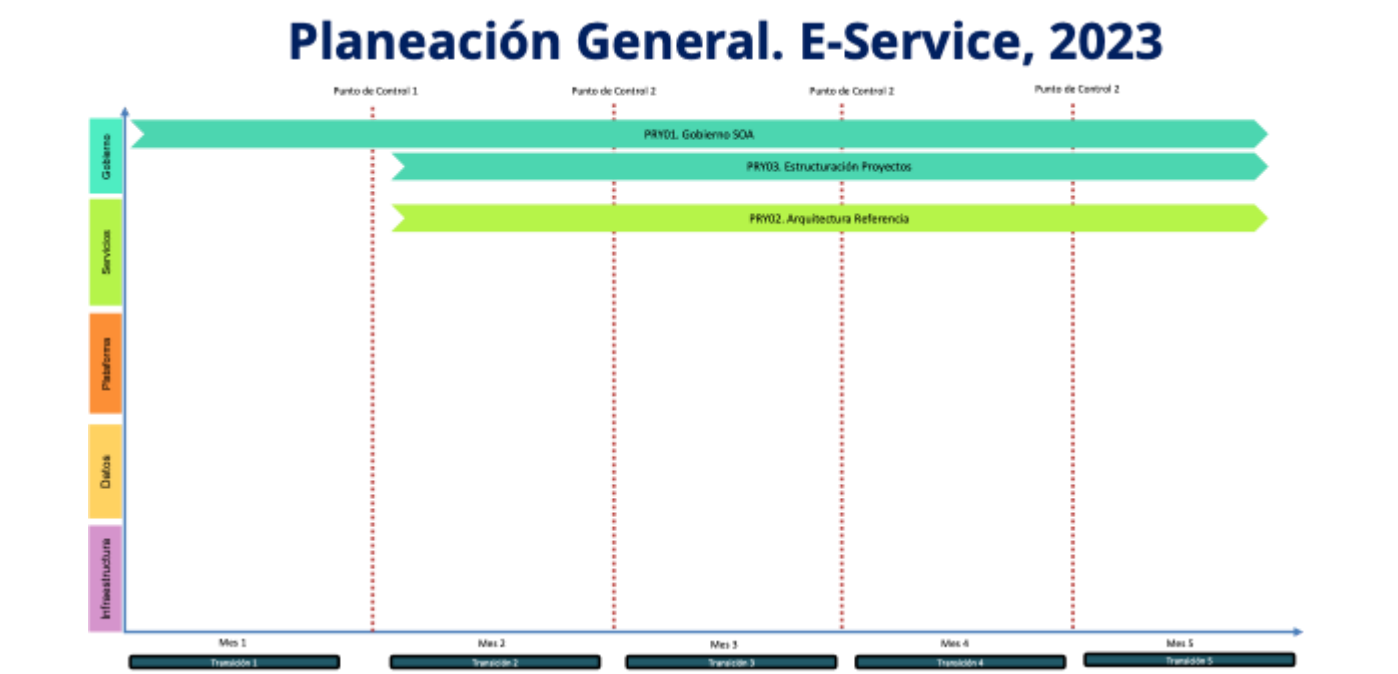 Planeación General. E-Service, 2023
Punto de Control 1
Punto de Control 2
Punto de Control 2
Punto de Control 2
Gobierno
PRY01. Gobierno SOA
PRY03. Estructuración Proyectos
Servicios
PRY02. Arquitectura Referencia
Plataforma
Datos
Infraestructura
Mes 1
Mes 2
Mes 3
Mes 4
Mes 5
Transición 1
Transición 2
Transición 3
Transición 4
Transición 5